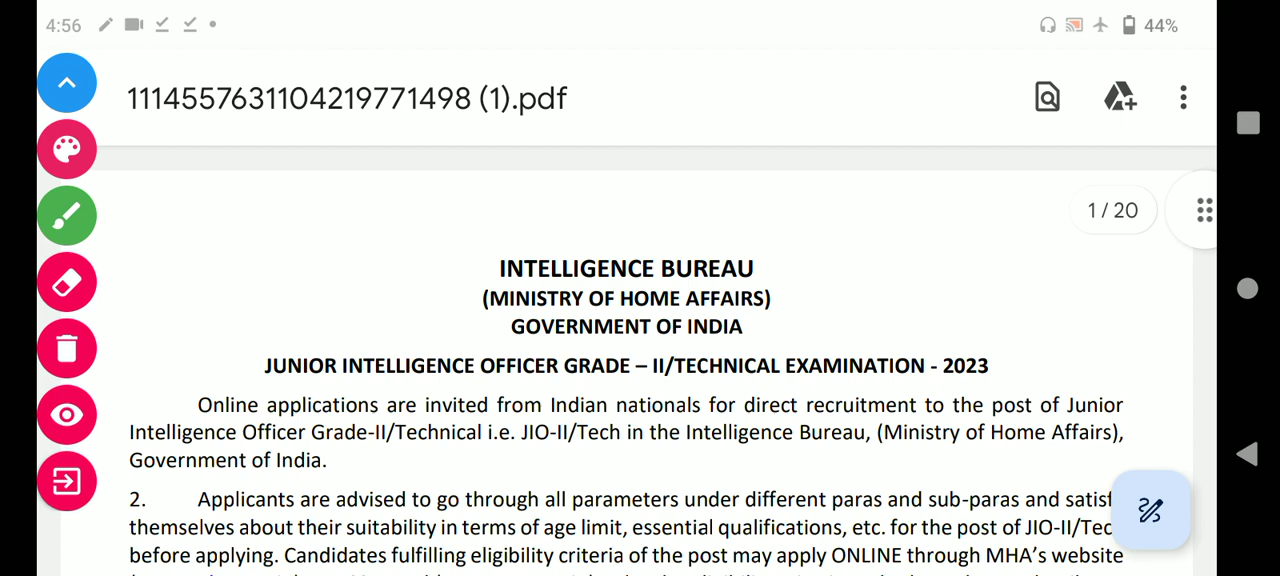 4:56
44%
1114557631104219771498 (1).pdf
1 / 20
INTELLIGENCE BUREAU
(MINISTRY OF HOME AFFAIRS)
GOVERNMENT OF INDIA
JUNIOR INTELLIGENCE OFFICER GRADE – II/TECHNICAL EXAMINATION - 2023
Online applications are invited from Indian nationals for direct recruitment to the post of Junior
Intelligence Officer Grade-II/Technical i.e. JIO-II/Tech in the Intelligence Bureau, (Ministry of Home Affairs),
Government of India.
2. Applicants are advised to go through all parameters under different paras and sub-paras and satisf
themselves about their suitability in terms of age limit, essential qualifications, etc. for the post of JIO-II/Tec
before applying. Candidates fulfilling eligibility criteria of the post may apply ONLINE through MHA's website